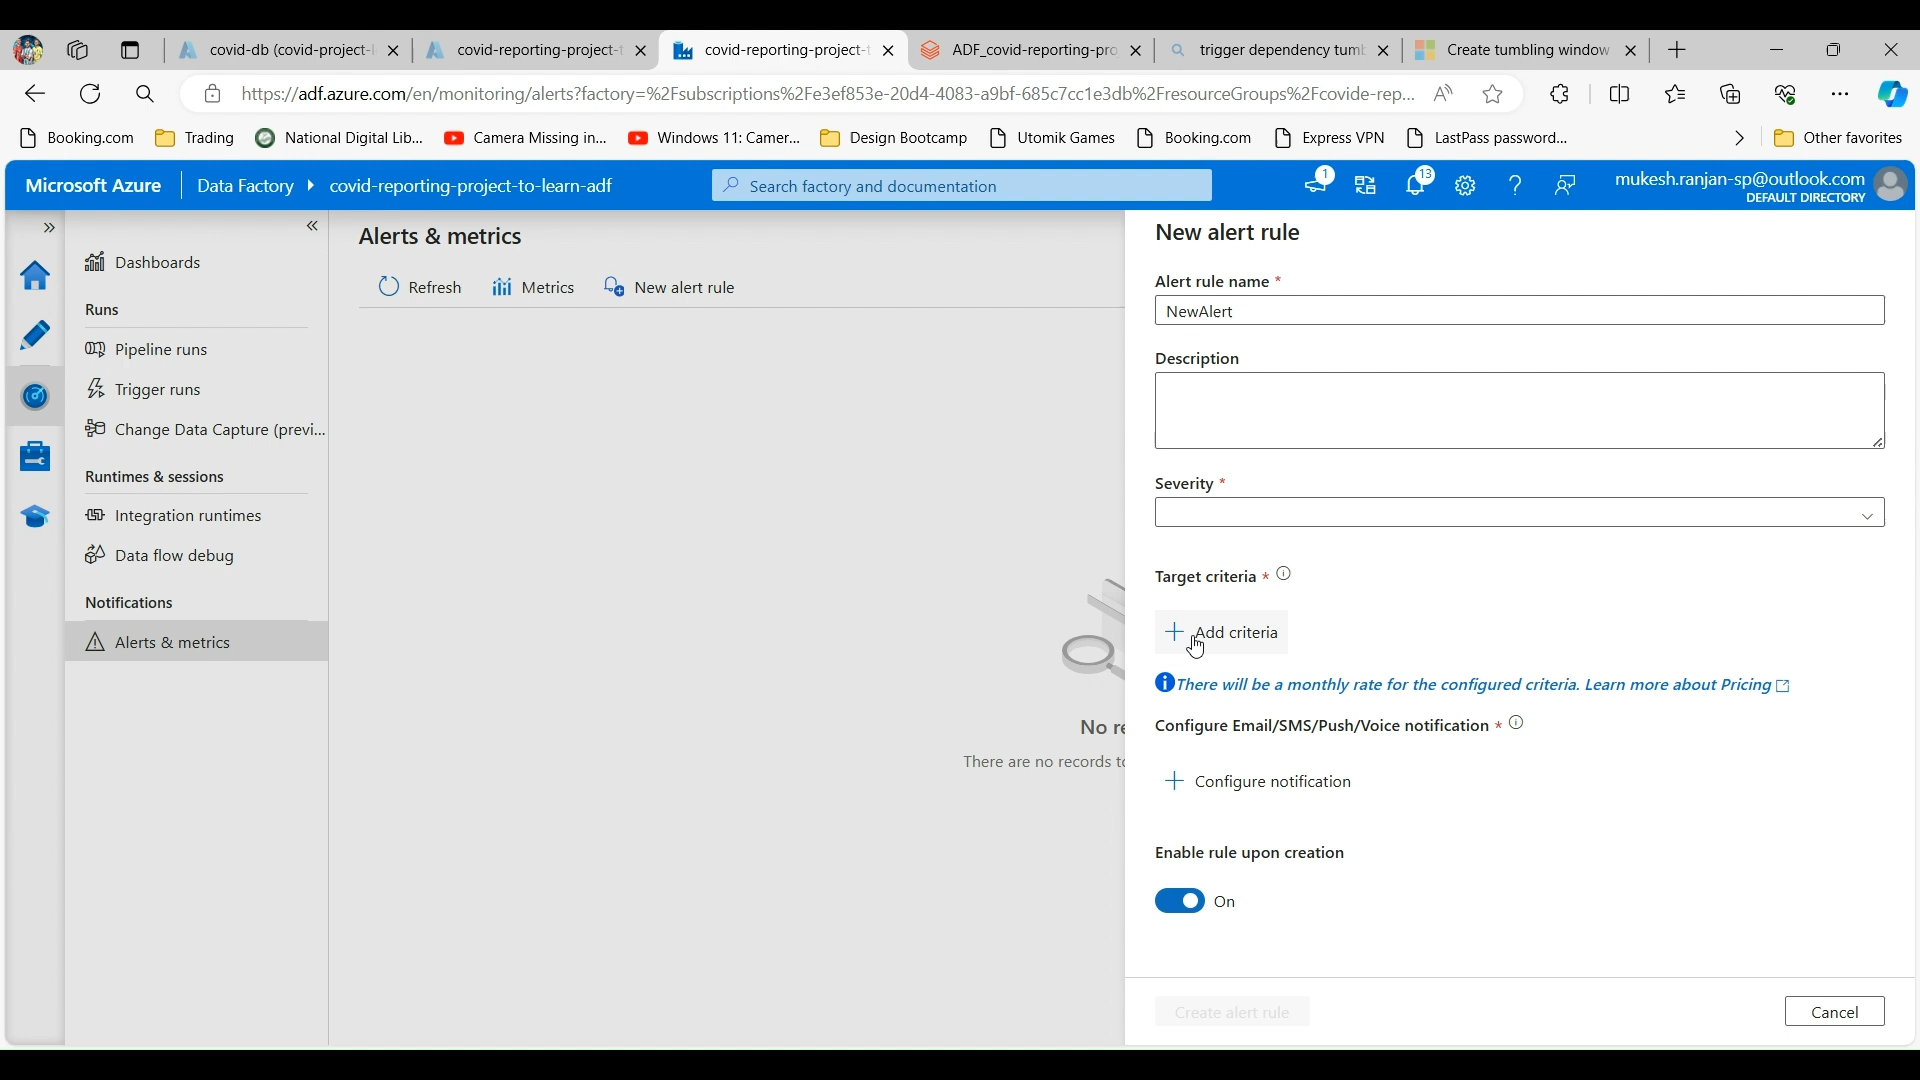 covid-db (covid-project-
covid-reporting-project-t
covid-reporting-project-t
ADF_covid-reporting-pro
trigger dependency tumb
Create tumbling window
https://adf.azure.com/en/monitoring/alerts?factory=%2Fsubscriptions%2Fe3ef853e-20d4-4083-a9bf-685c7cc1e3db%2FresourceGroups%2Fcovide-rep...
Booking.com
Trading
National Digital Lib...
Camera Missing in...
Windows 11: Camer...
Design Bootcamp
Utomik Games
Booking.com
Express VPN
LastPass password...
Other favorites
Microsoft Azure
Data Factory
covid-reporting-project-to-learn-adf
Search factory and documentation
1
13
mukesh.ranjan-sp@outlook.com
DEFAULT DIRECTORY
Dashboards
Runs
Pipeline runs
Trigger runs
Change Data Capture (previ...
Runtimes & sessions
Integration runtimes
Data flow debug
Notifications
Alerts & metrics
Alerts & metrics
Refresh
Metrics
New alert rule
No re
There are no records to
New alert rule
Alert rule name *
NewAlert
Description
Severity *
Target criteria *
Add criteria
There will be a monthly rate for the configured criteria. Learn more about Pricing
Configure Email/SMS/Push/Voice notification *
Configure notification
Enable rule upon creation
On
Create alert rule
Cancel